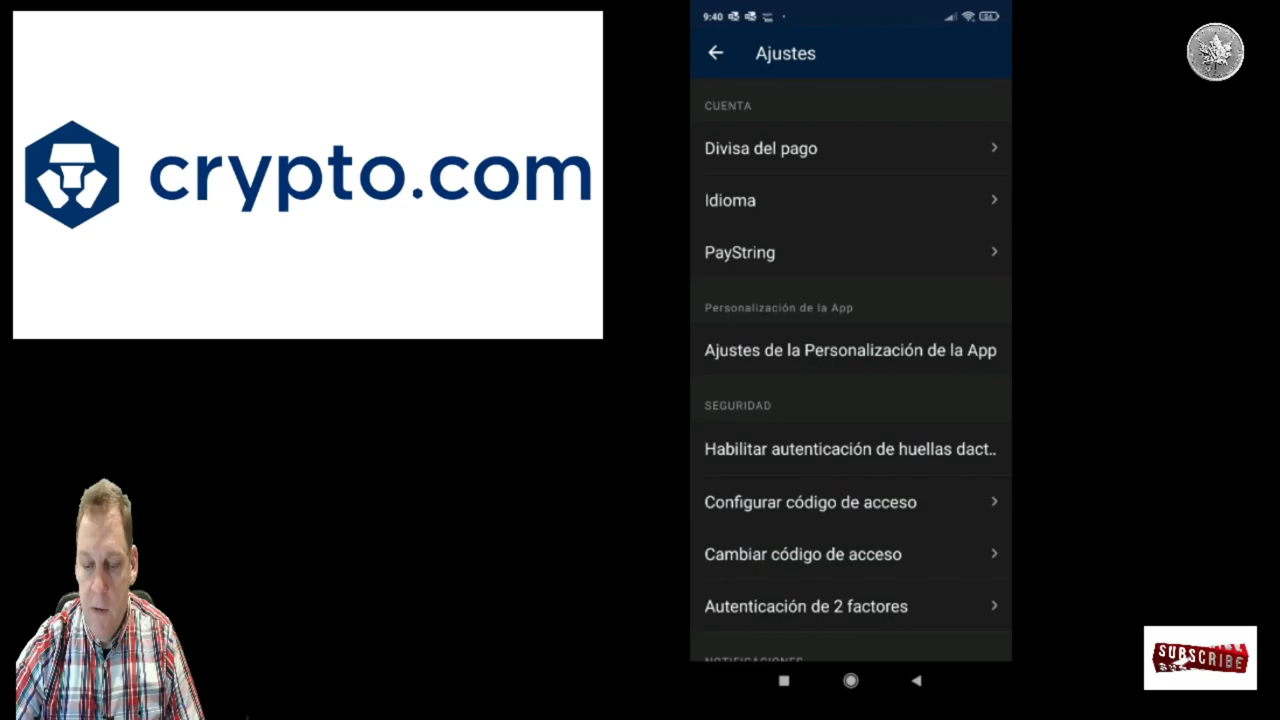 crypto.com
9:40
Ajustes
CUENTA
Divisa del pago
Idioma
PayString
Personalización de la App
Ajustes de la Personalización de la App
SEGURIDAD
Habilitar autenticación de huellas dact..
Configurar código de acceso
Cambiar código de acceso
Autenticación de 2 factores
NOTIFICACIONES
SUBSCRIBE